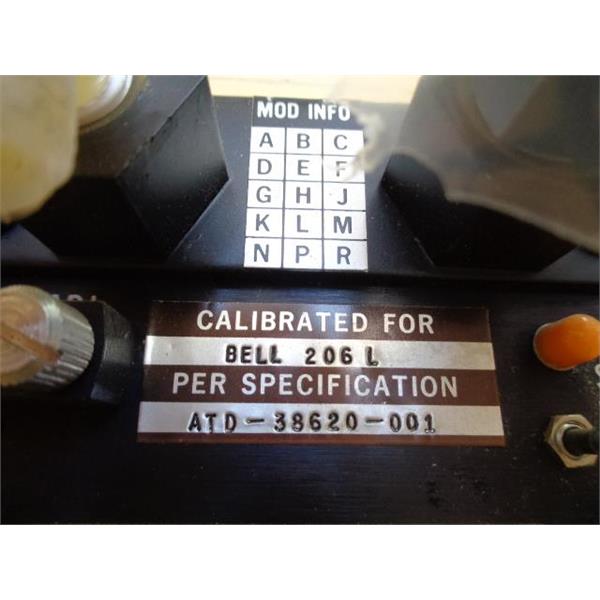 MOD INFO
A B C
D E F
G H J
K L M
N P R
CALIBRATED FOR
BELL 206 L
PER SPECIFICATION
ATD-38620-001